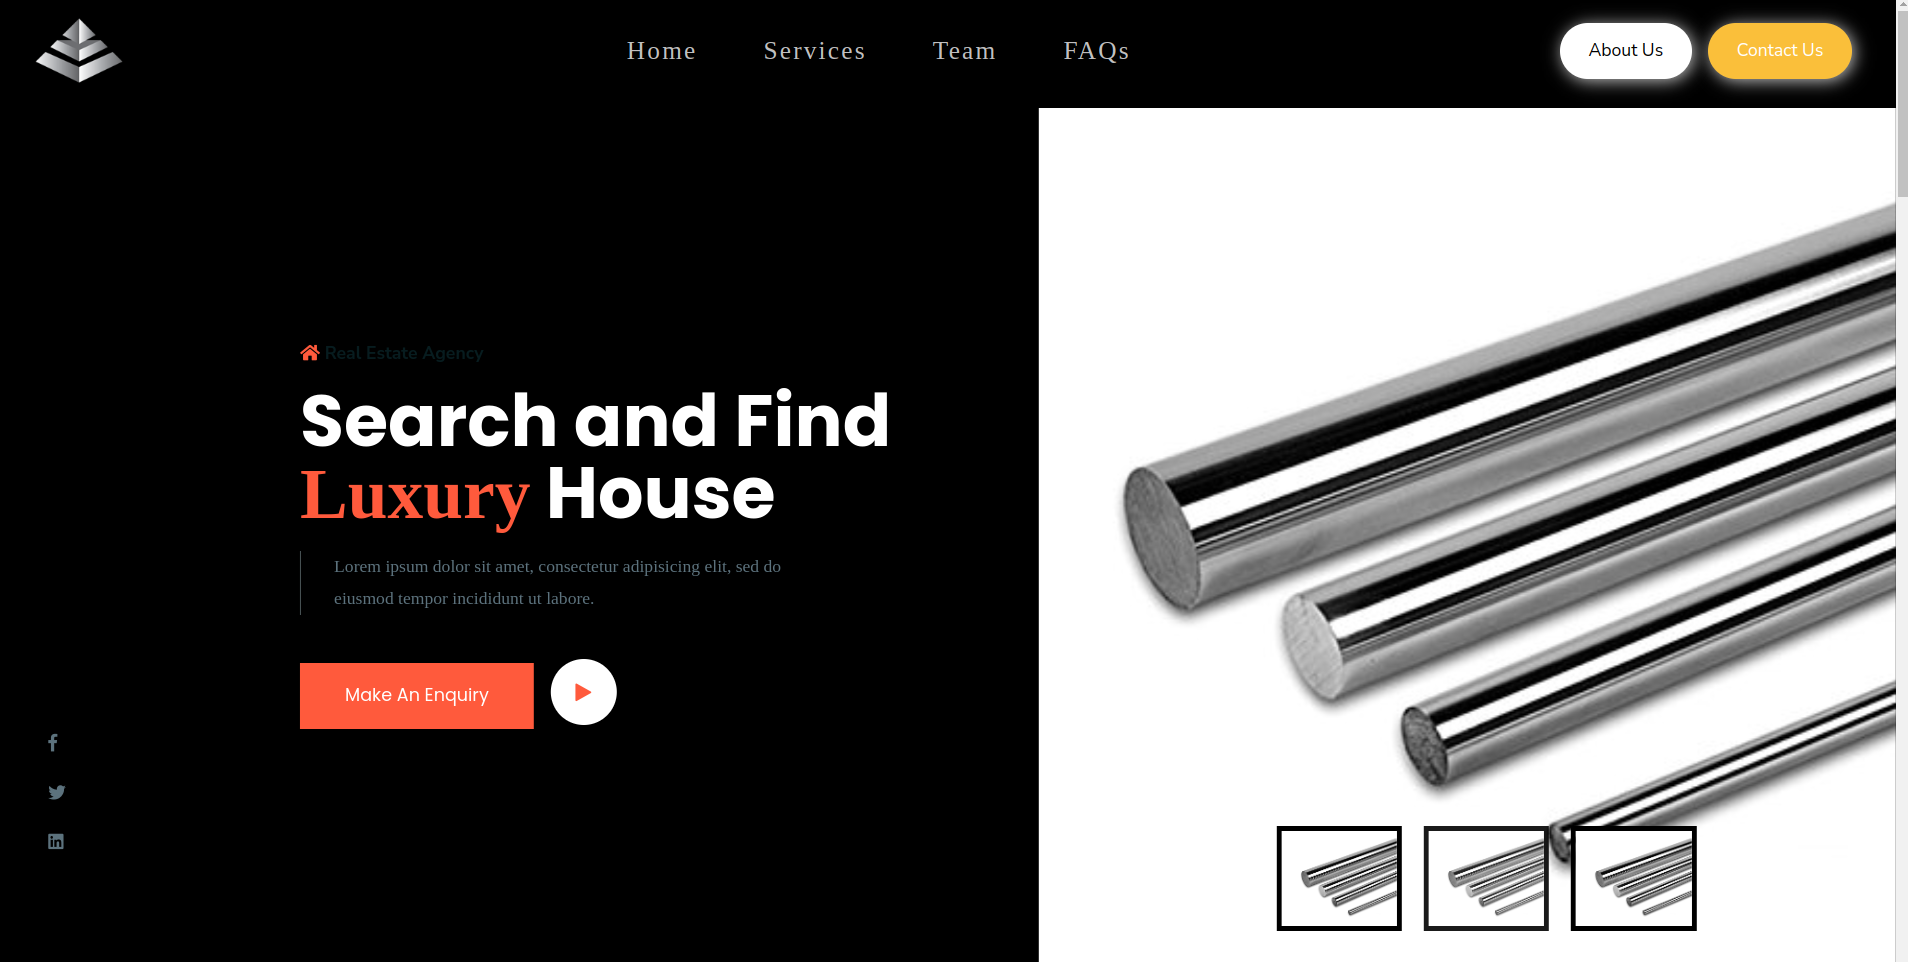 Home
Services
Team
FAQs
About Us
Contact Us
Real Estate Agency
Search and Find
Luxury House
Lorem ipsum dolor sit amet, consectetur adipisicing elit, sed do
eiusmod tempor incididunt ut labore.
Make An Enquiry